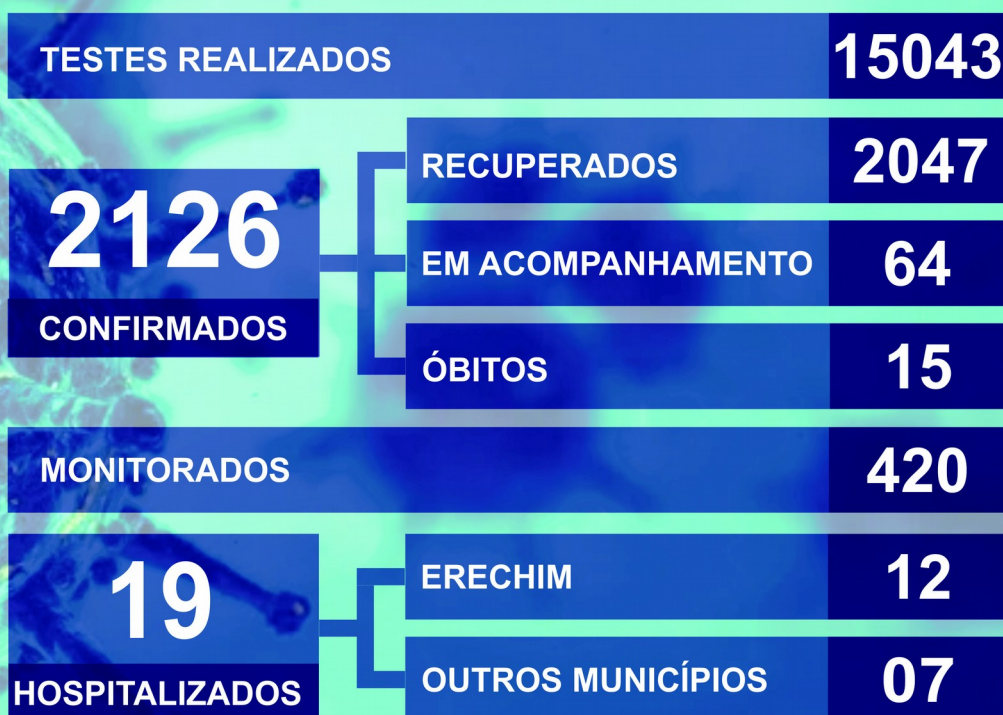 TESTES REALIZADOS 15043
2126
CONFIRMADOS
RECUPERADOS 2047
EM ACOMPANHAMENTO 64
ÓBITOS 15
MONITORADOS 420
19
HOSPITALIZADOS
ERECHIM 12
OUTROS MUNICÍPIOS 07